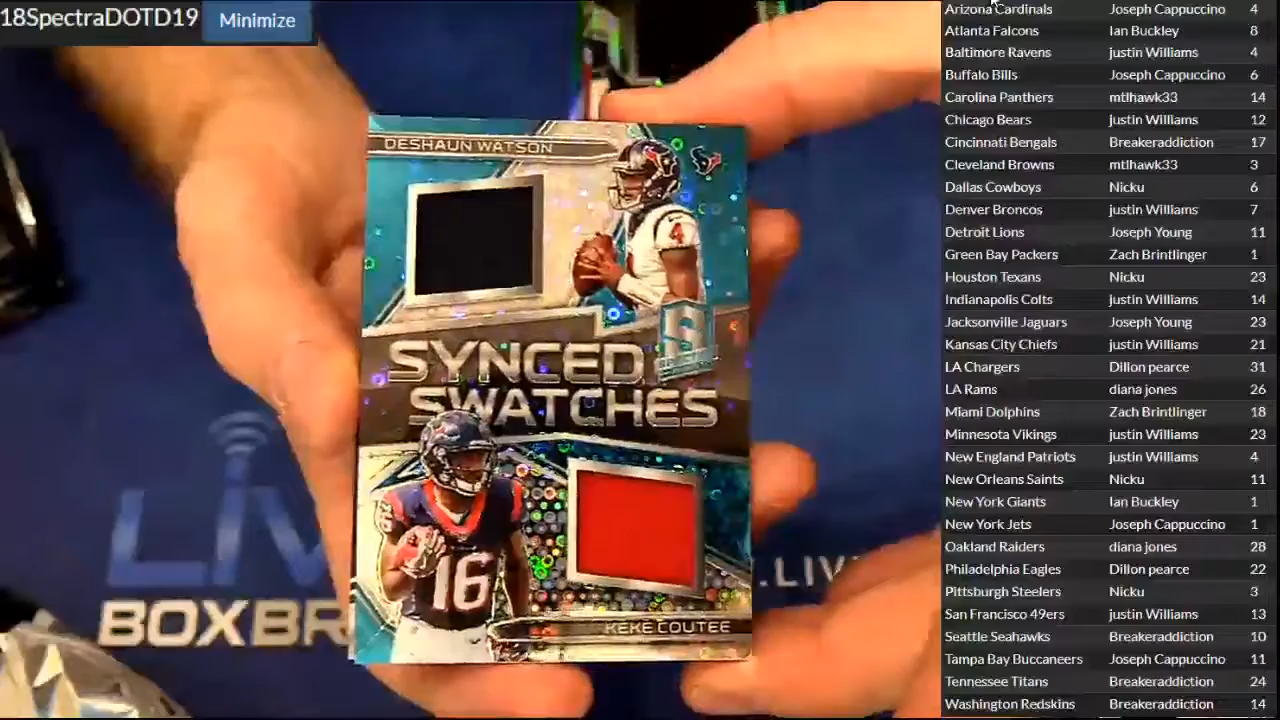 18SpectraDOTD19 Minimize
DESHAUN WATSON
4
S
SYNCED
SWATCHES
16
KEKE COUTEE
LIV
.LIV
BOXBR
Arizona Cardinals Joseph Cappuccino 4
Atlanta Falcons Ian Buckley 8
Baltimore Ravens justin Williams 4
Buffalo Bills Joseph Cappuccino 6
Carolina Panthers mtlhawk33 14
Chicago Bears justin Williams 12
Cincinnati Bengals Breakeraddiction 17
Cleveland Browns mtlhawk33 3
Dallas Cowboys Nicku 6
Denver Broncos justin Williams 7
Detroit Lions Joseph Young 11
Green Bay Packers Zach Brintlinger 1
Houston Texans Nicku 23
Indianapolis Colts justin Williams 14
Jacksonville Jaguars Joseph Young 23
Kansas City Chiefs justin Williams 21
LA Chargers Dillon pearce 31
LA Rams diana jones 26
Miami Dolphins Zach Brintlinger 18
Minnesota Vikings justin Williams 23
New England Patriots justin Williams 4
New Orleans Saints Nicku 11
New York Giants Ian Buckley 1
New York Jets Joseph Cappuccino 1
Oakland Raiders diana jones 28
Philadelphia Eagles Dillon pearce 22
Pittsburgh Steelers Nicku 3
San Francisco 49ers justin Williams 13
Seattle Seahawks Breakeraddiction 10
Tampa Bay Buccaneers Joseph Cappuccino 11
Tennessee Titans Breakeraddiction 24
Washington Redskins Breakeraddiction 14